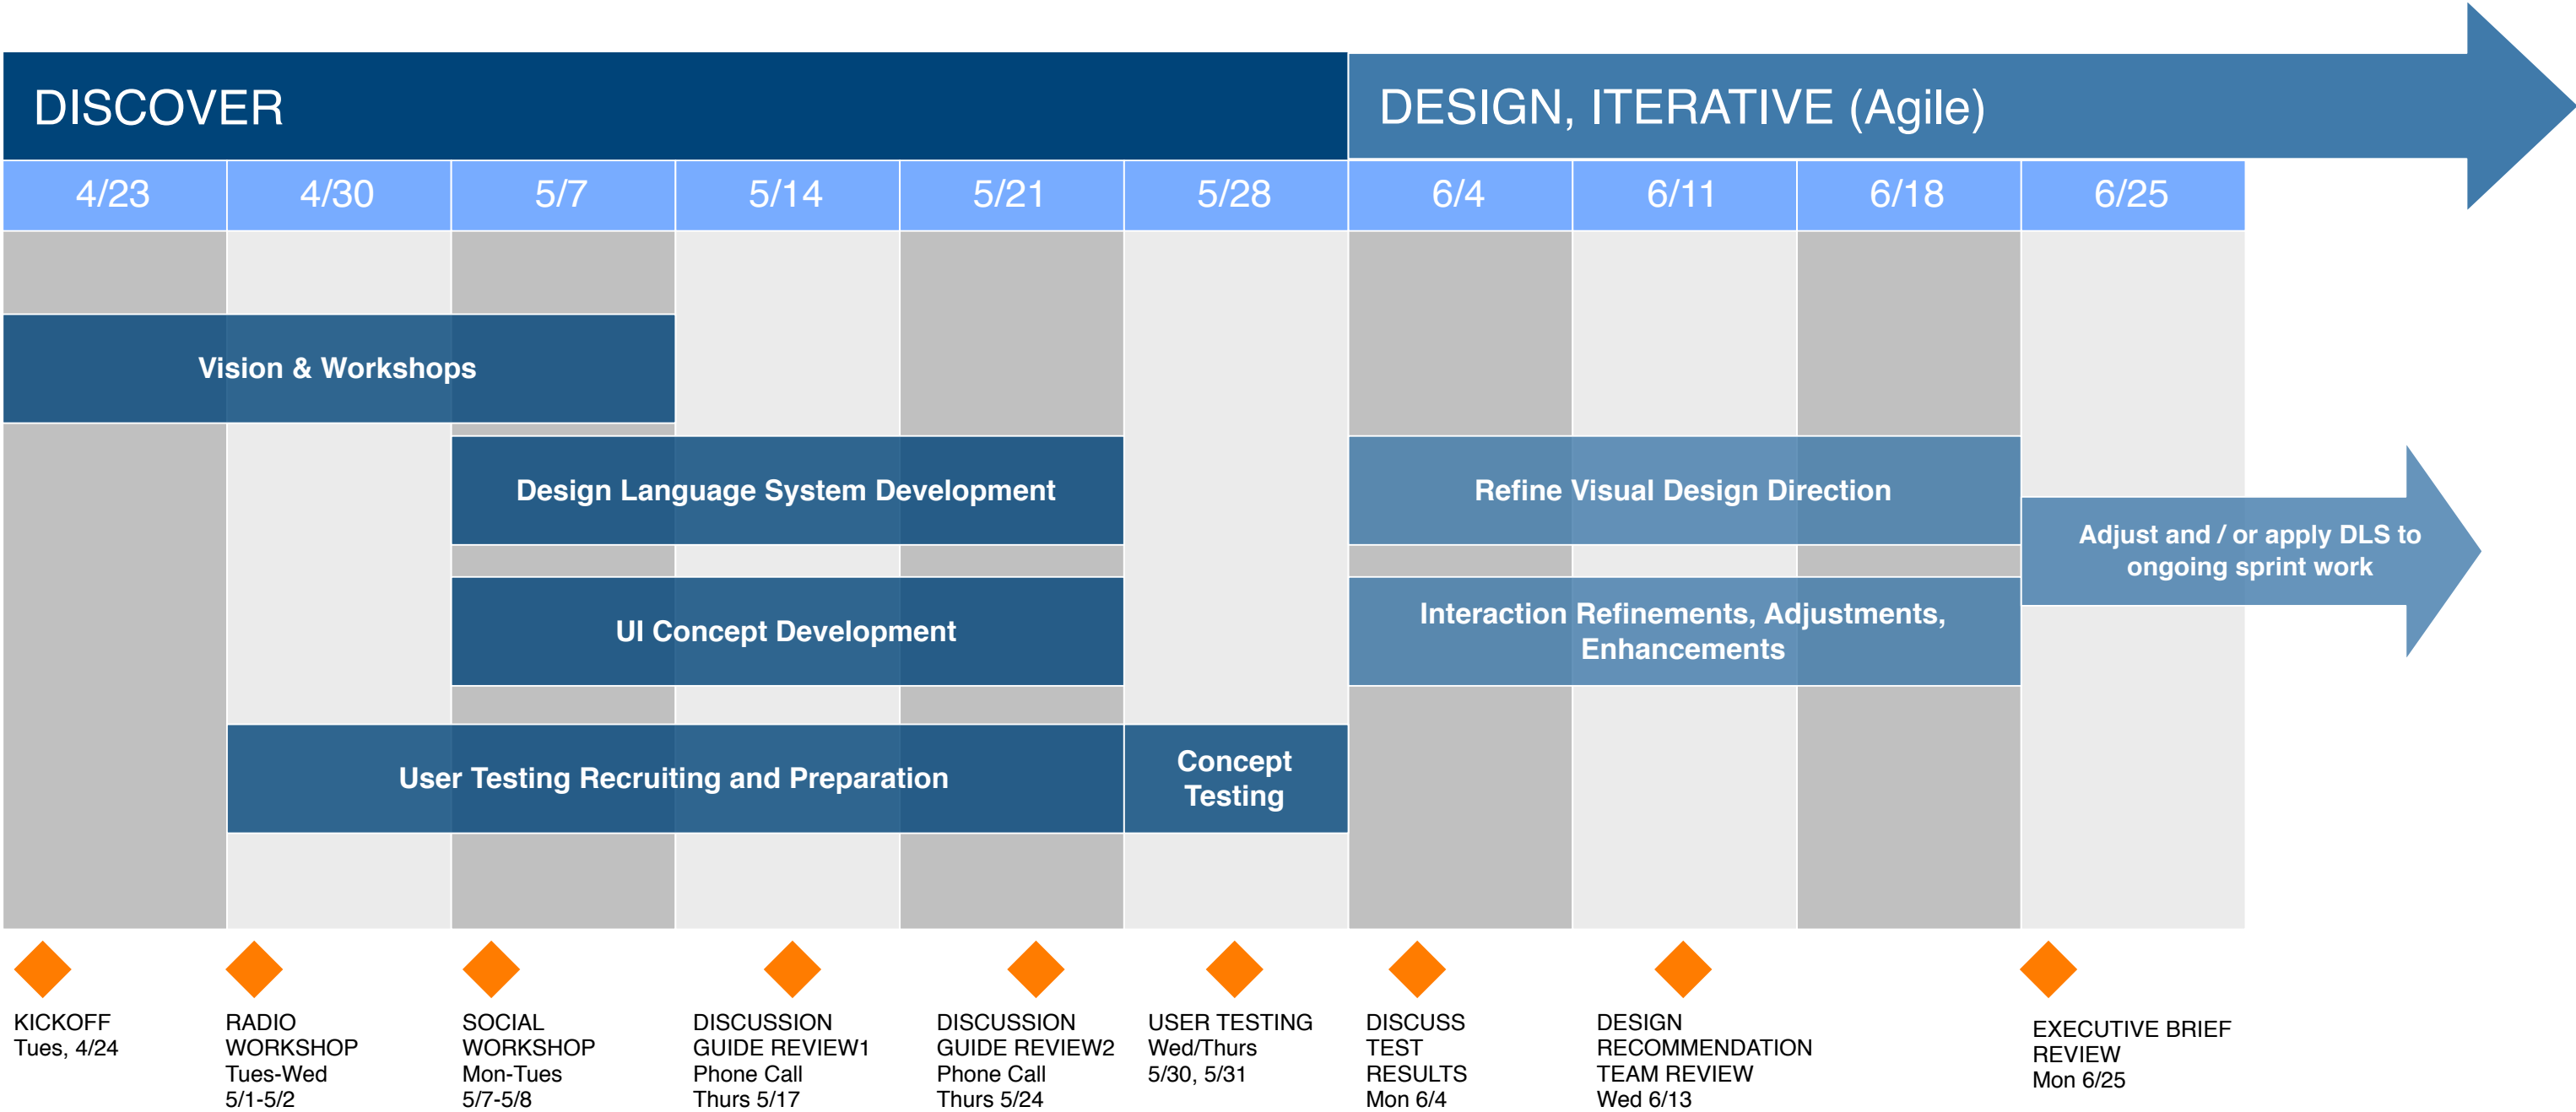 DISCOVER
DESIGN, ITERATIVE (Agile)
4/23
4/30
5/7
5/14
5/21
5/28
6/4
6/11
6/18
6/25
Vision & Workshops
Design Language System Development
Refine Visual Design Direction
Adjust and / or apply DLS to
ongoing sprint work
UI Concept Development
Interaction Refinements, Adjustments,
Enhancements
User Testing Recruiting and Preparation
Concept
Testing
KICKOFF
Tues, 4/24
RADIO
WORKSHOP
Tues-Wed
5/1-5/2
SOCIAL
WORKSHOP
Mon-Tues
5/7-5/8
DISCUSSION
GUIDE REVIEW1
Phone Call
Thurs 5/17
DISCUSSION
GUIDE REVIEW2
Phone Call
Thurs 5/24
USER TESTING
Wed/Thurs
5/30, 5/31
DISCUSS
TEST
RESULTS
Mon 6/4
DESIGN
RECOMMENDATION
TEAM REVIEW
Wed 6/13
EXECUTIVE BRIEF
REVIEW
Mon 6/25